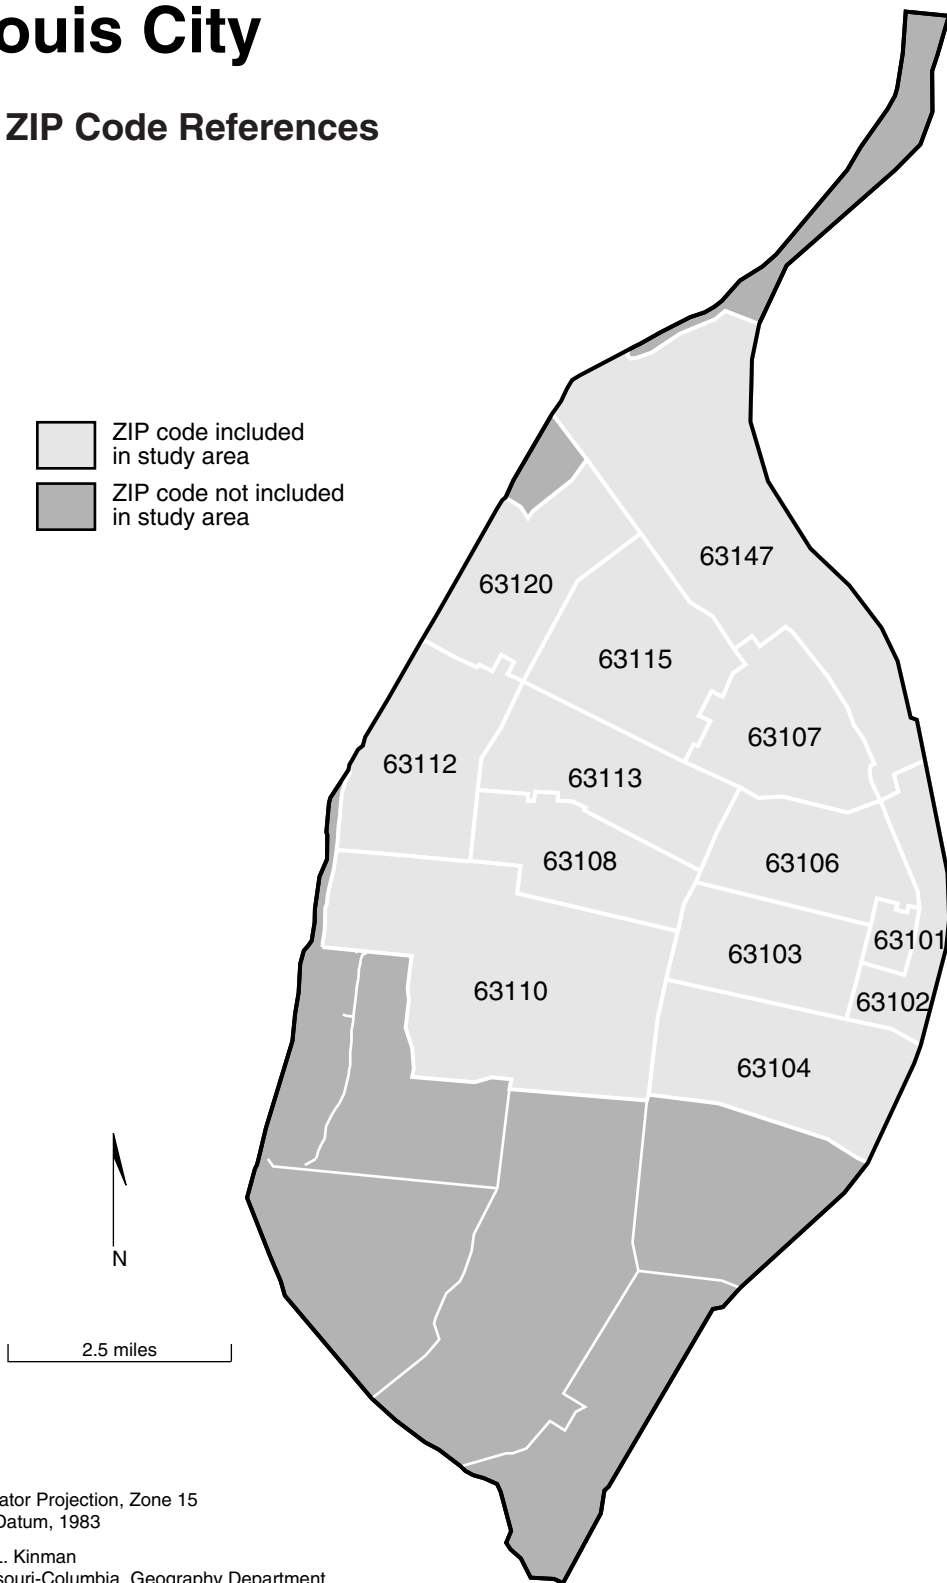 ouis City
ZIP Code References
ZIP code included
in study area
ZIP code not included
in study area
63147
63120
63115
63107
63112
63113
63108
63106
63101
63103
63110
63102
63104
N
2.5 miles
ator Projection, Zone 15
Datum, 1983
. Kinman
souri-Columbia, Geography Department